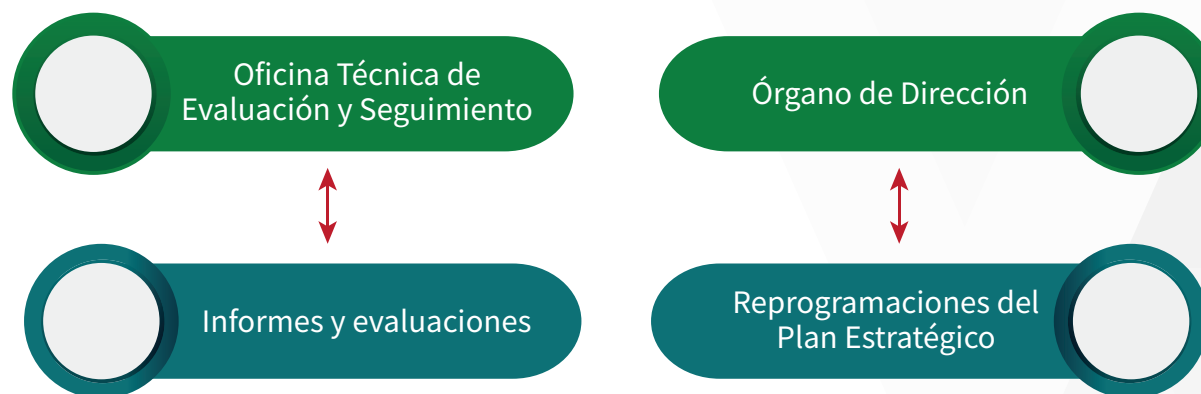 Oficina Técnica de
Evaluación y Seguimiento
Órgano de Dirección
Informes y evaluaciones
Reprogramaciones del
Plan Estratégico